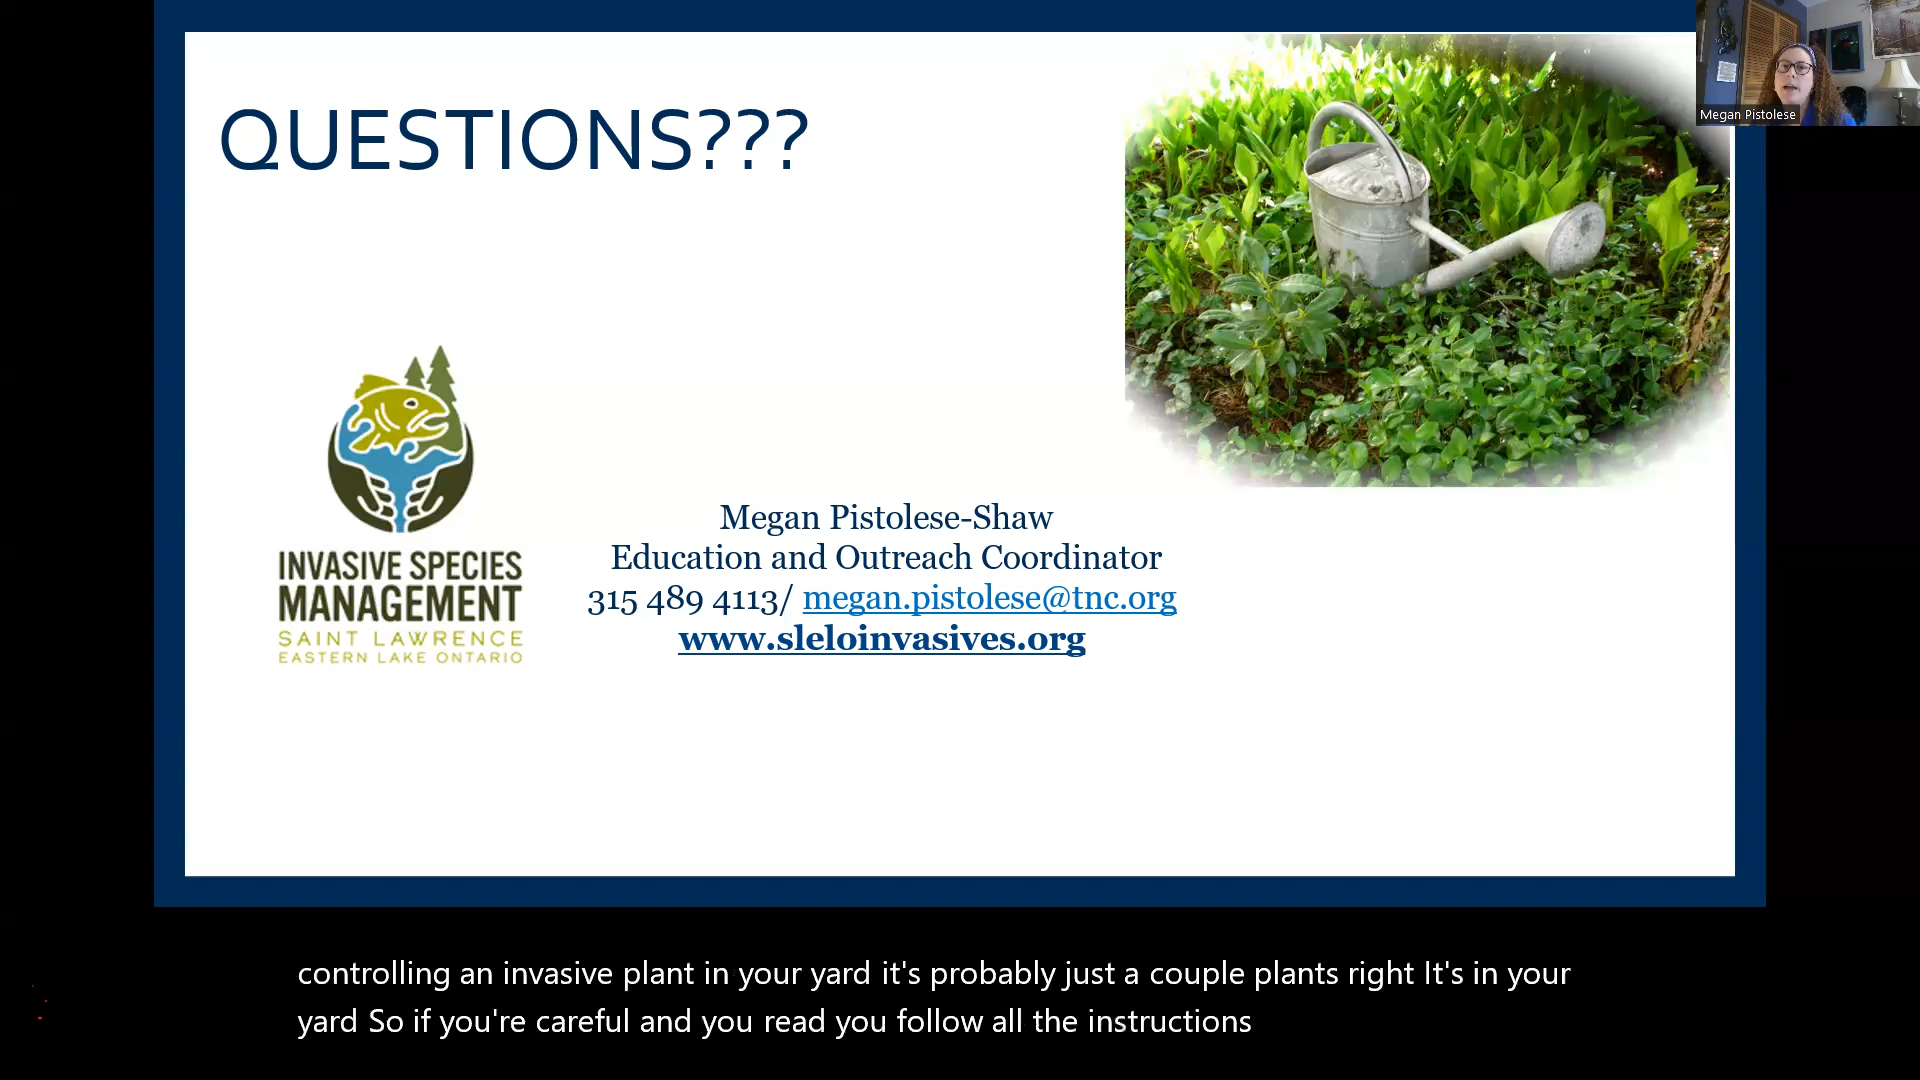 QUESTIONS???
Megan Pistolese
INVASIVE SPECIES
MANAGEMENT
SAINT LAWRENCE
EASTERN LAKE ONTARIO
Megan Pistolese-Shaw
Education and Outreach Coordinator
315 489 4113/ megan.pistolese@tnc.org
www.sleloinvasives.org
controlling an invasive plant in your yard it's probably just a couple plants right It's in your
yard So if you're careful and you read you follow all the instructions